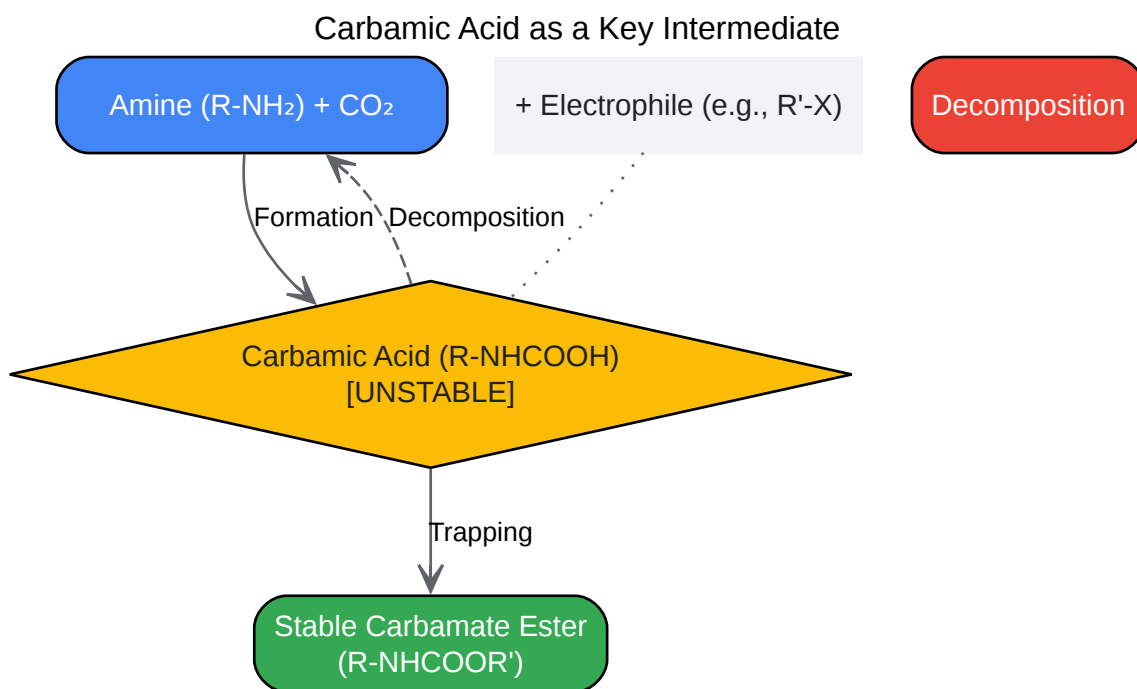 Carbamic Acid as a Key Intermediate
Amine (R-NH₂) + CO₂
+ Electrophile (e.g., R'-X)
Decomposition
Formation
Decomposition
Carbamic Acid (R-NHCOOH)
[UNSTABLE]
Trapping
Stable Carbamate Ester
(R-NHCOOR')